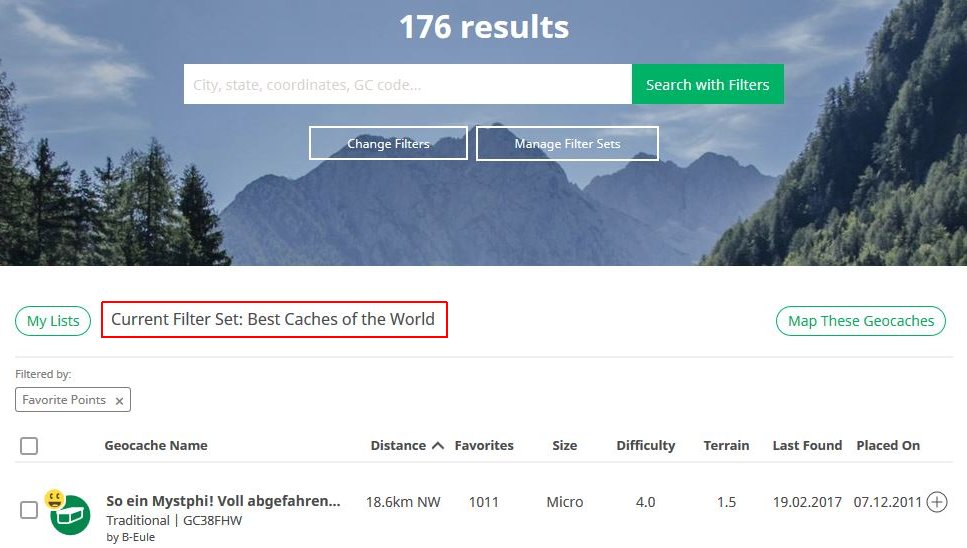 176 results
City, state, coordinates, GC code...
Search with Filters
Change Filters
Manage Filter Sets
My Lists
Current Filter Set: Best Caches of the World
Map These Geocaches
Filtered by:
Favorite Points ×
Geocache Name Distance Favorites Size Difficulty Terrain Last Found Placed On
So ein Mystphi! Voll abgefahren... 18.6km NW 1011 Micro 4.0 1.5 19.02.2017 07.12.2011
Traditional | GC38FHW
by B-Eule